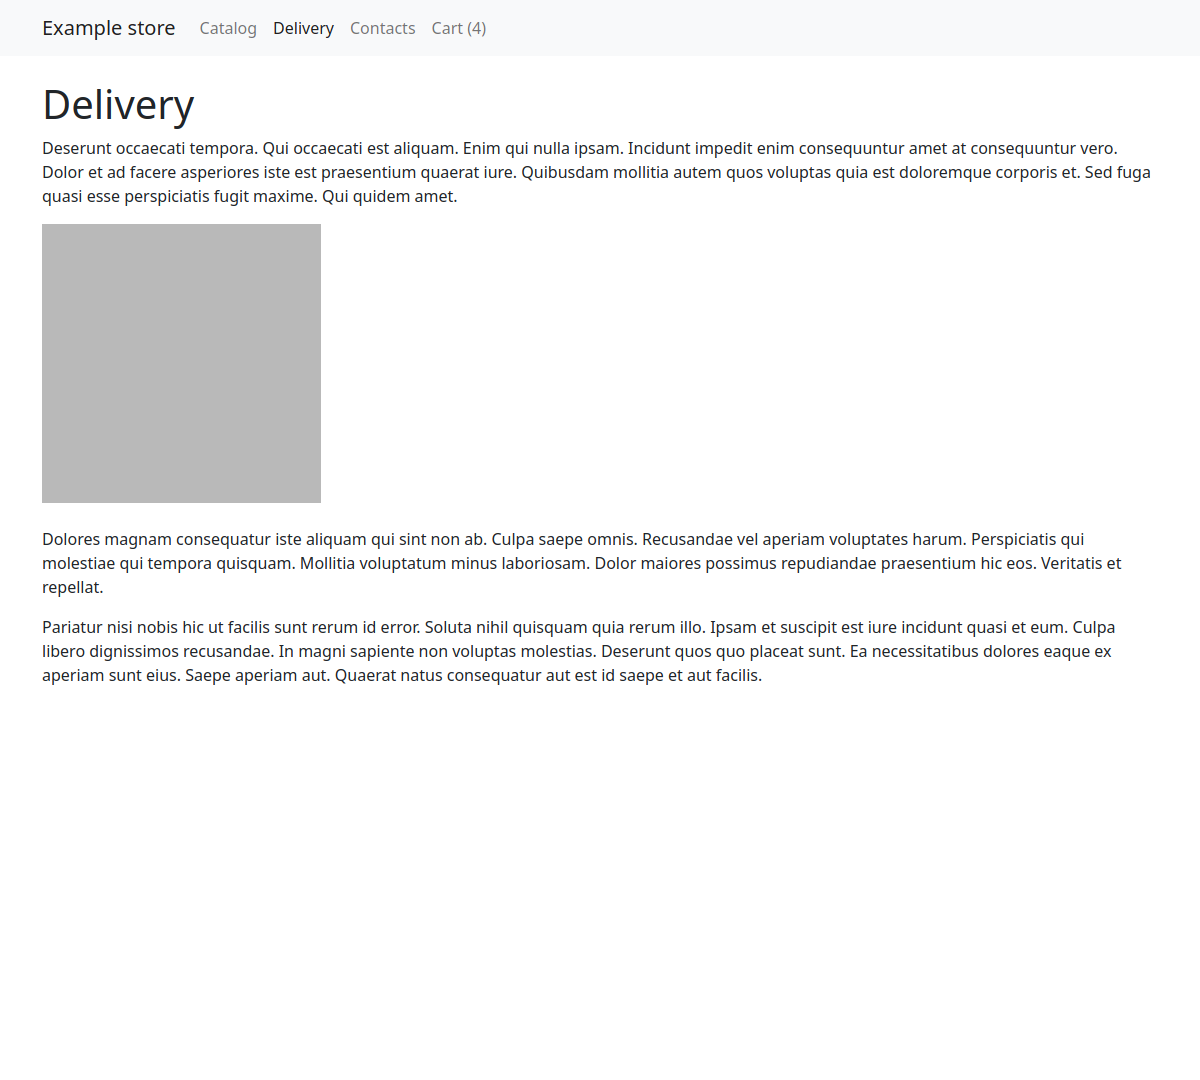 Example store Catalog Delivery Contacts Cart (4)
Delivery
Deserunt occaecati tempora. Qui occaecati est aliquam. Enim qui nulla ipsam. Incidunt impedit enim consequuntur amet at consequuntur vero.
Dolor et ad facere asperiores iste est praesentium quaerat iure. Quibusdam mollitia autem quos voluptas quia est doloremque corporis et. Sed fuga
quasi esse perspiciatis fugit maxime. Qui quidem amet.
Dolores magnam consequatur iste aliquam qui sint non ab. Culpa saepe omnis. Recusandae vel aperiam voluptates harum. Perspiciatis qui
molestiae qui tempora quisquam. Mollitia voluptatum minus laboriosam. Dolor maiores possimus repudiandae praesentium hic eos. Veritatis et
repellat.
Pariatur nisi nobis hic ut facilis sunt rerum id error. Soluta nihil quisquam quia rerum illo. Ipsam et suscipit est iure incidunt quasi et eum. Culpa
libero dignissimos recusandae. In magni sapiente non voluptas molestias. Deserunt quos quo placeat sunt. Ea necessitatibus dolores eaque ex
aperiam sunt eius. Saepe aperiam aut. Quaerat natus consequatur aut est id saepe et aut facilis.